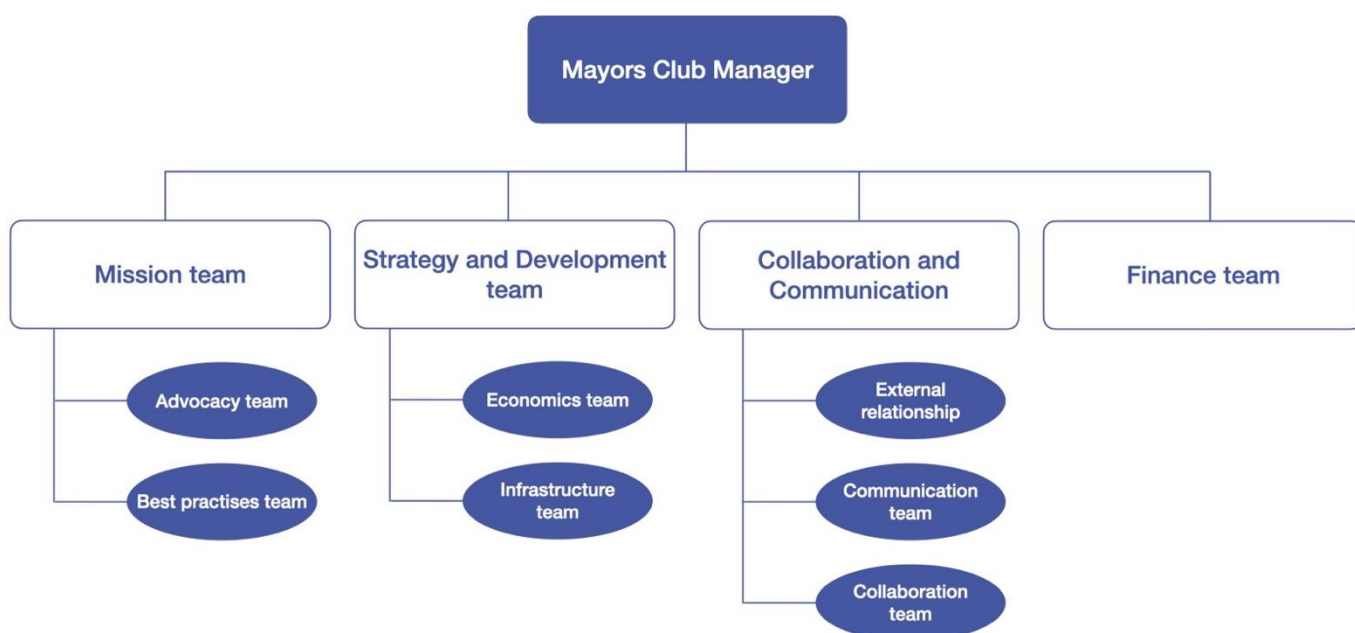 Mayors Club Manager
Mission team
Strategy and Development
team
Collaboration and
Communication
Finance team
Advocacy team
Best practises team
Economics team
Infrastructure
team
External
relationship
Communication
team
Collaboration
team